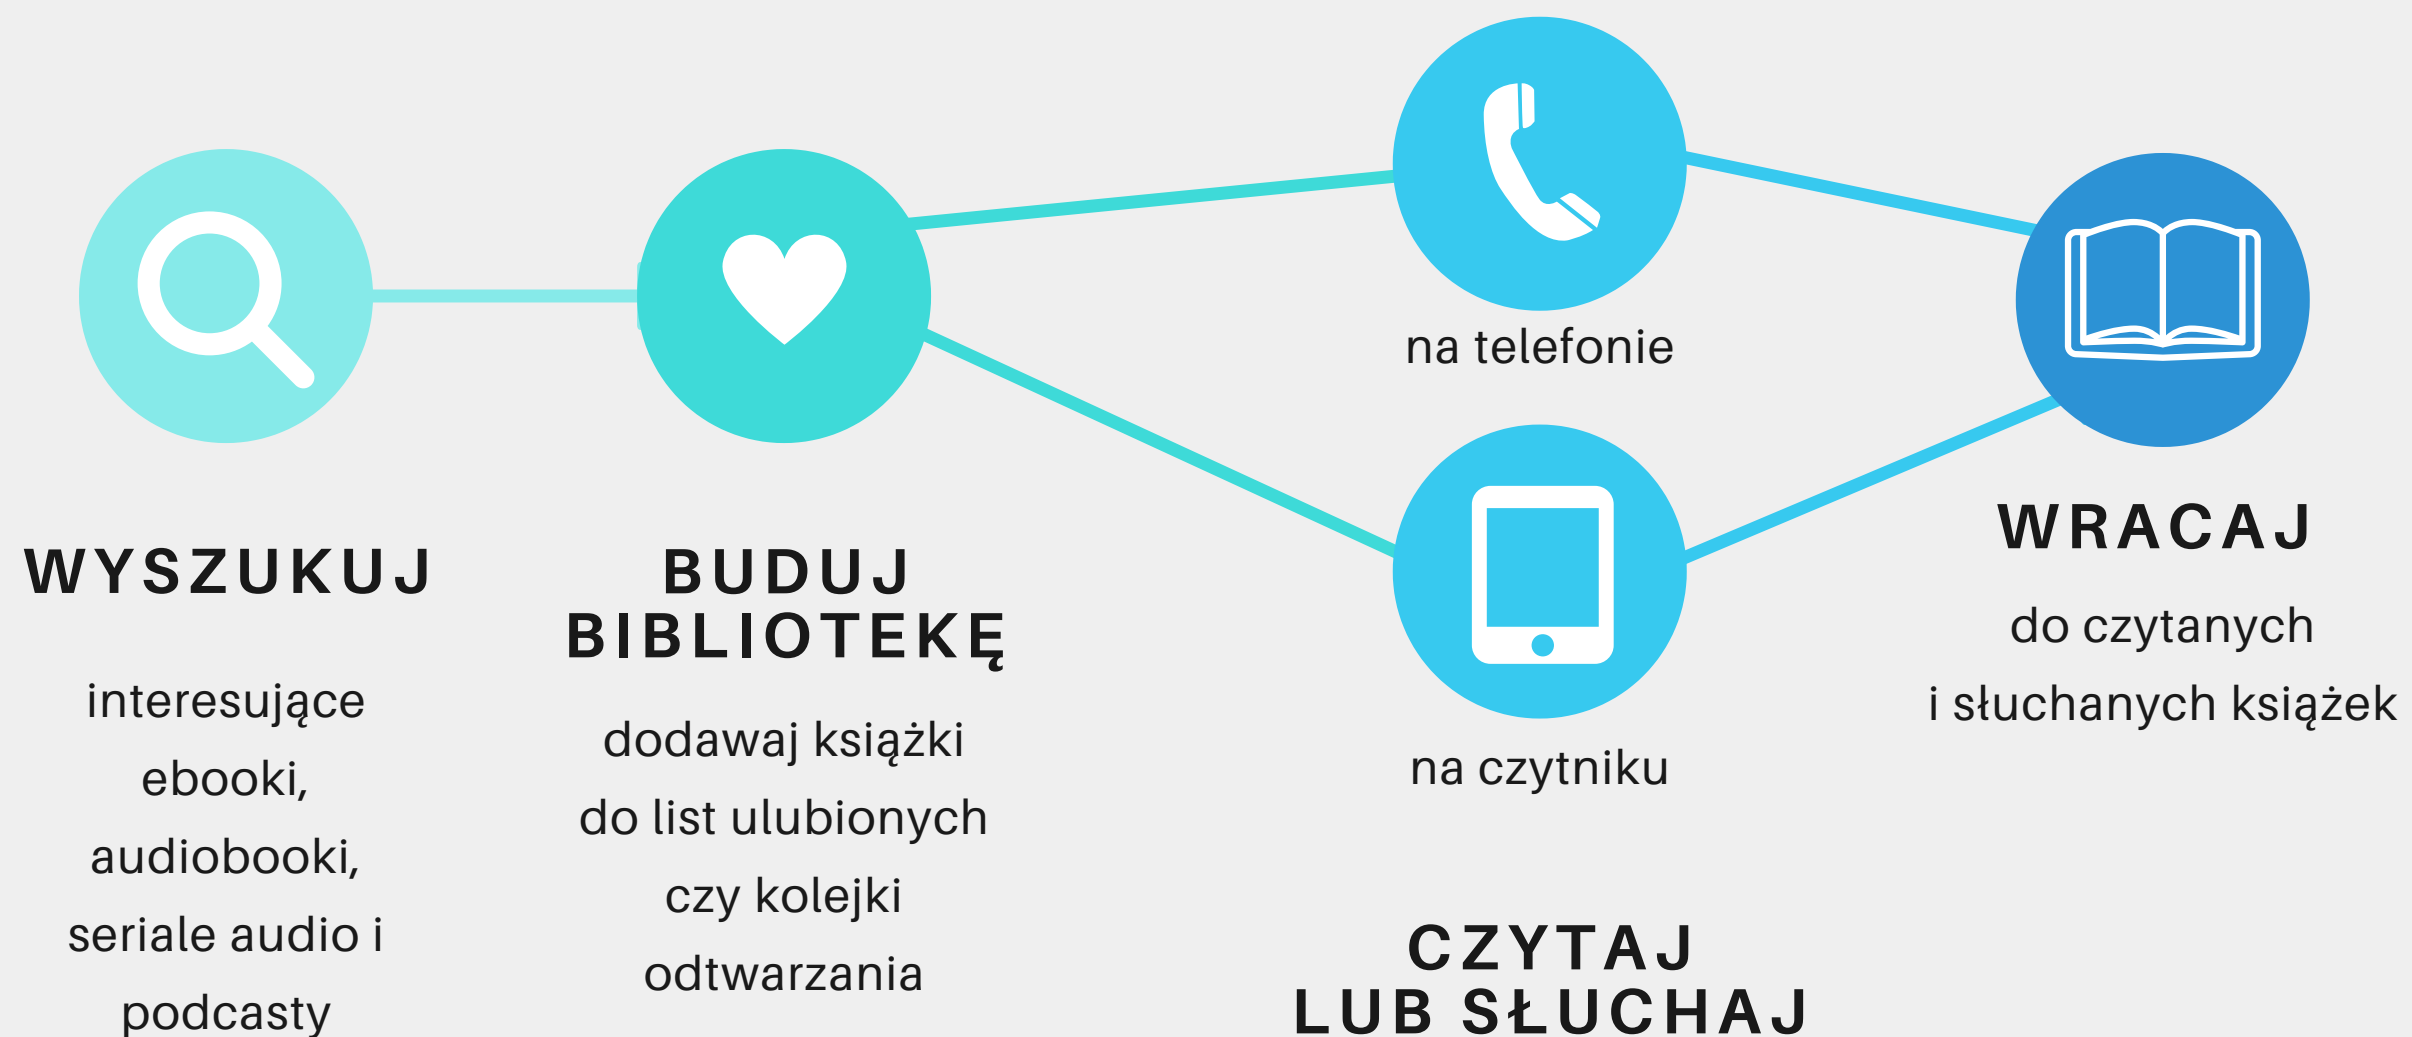 WYSZUKUJ
interesujące
ebooki,
audiobooki,
seriale audio i
podcasty
BUDUJ
BIBLIOTEKĘ
dodawaj książki
do list ulubionych
czy kolejki
odtwarzania
na telefonie
na czytniku
CZYTAJ
LUB SŁUCHAJ
WRACAJ
do czytanych
i słuchanych książek